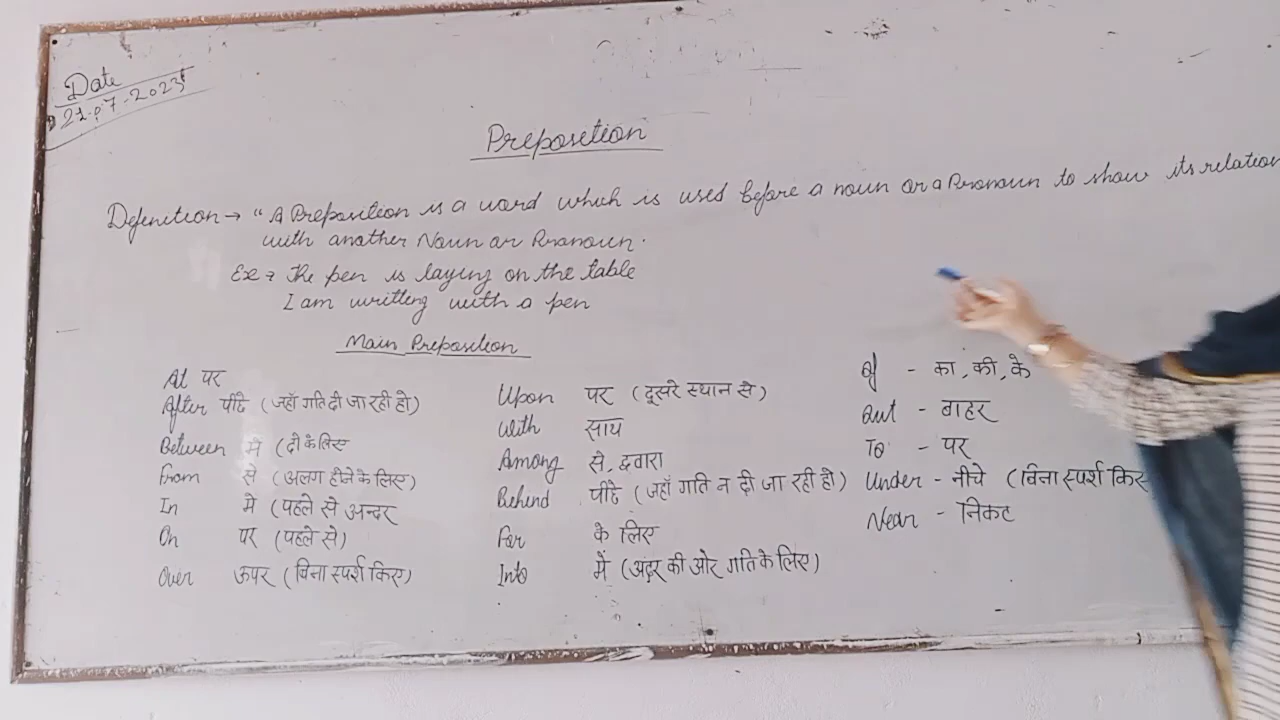 Date
21.07.2023
Preposition
Definition → "A Preposition is a word which is used before a noun or a Pronoun to show its relation
with another Noun or Pronoun.
Ex → The pen is laying on the table
I am writting with a pen
Main Preposition
At पर
After पीछे (जहाँ गति दी जा रही हो)
Between में (दो के लिए
From से (अलग होने के लिए)
In में (पहले से अन्दर
On पर (पहले से)
Over ऊपर (बिना स्पर्श किए)
Upon पर (दूसरे स्थान से)
With साथ
Among से, द्वारा
Behind पीछे (जहाँ गति न दी जा रही हो)
For के लिए
Into में (अंदर की ओर गति के लिए)
of - का, की, के
Out - बाहर
To - पर
Under - नीचे (बिना स्पर्श किए
Near - निकट